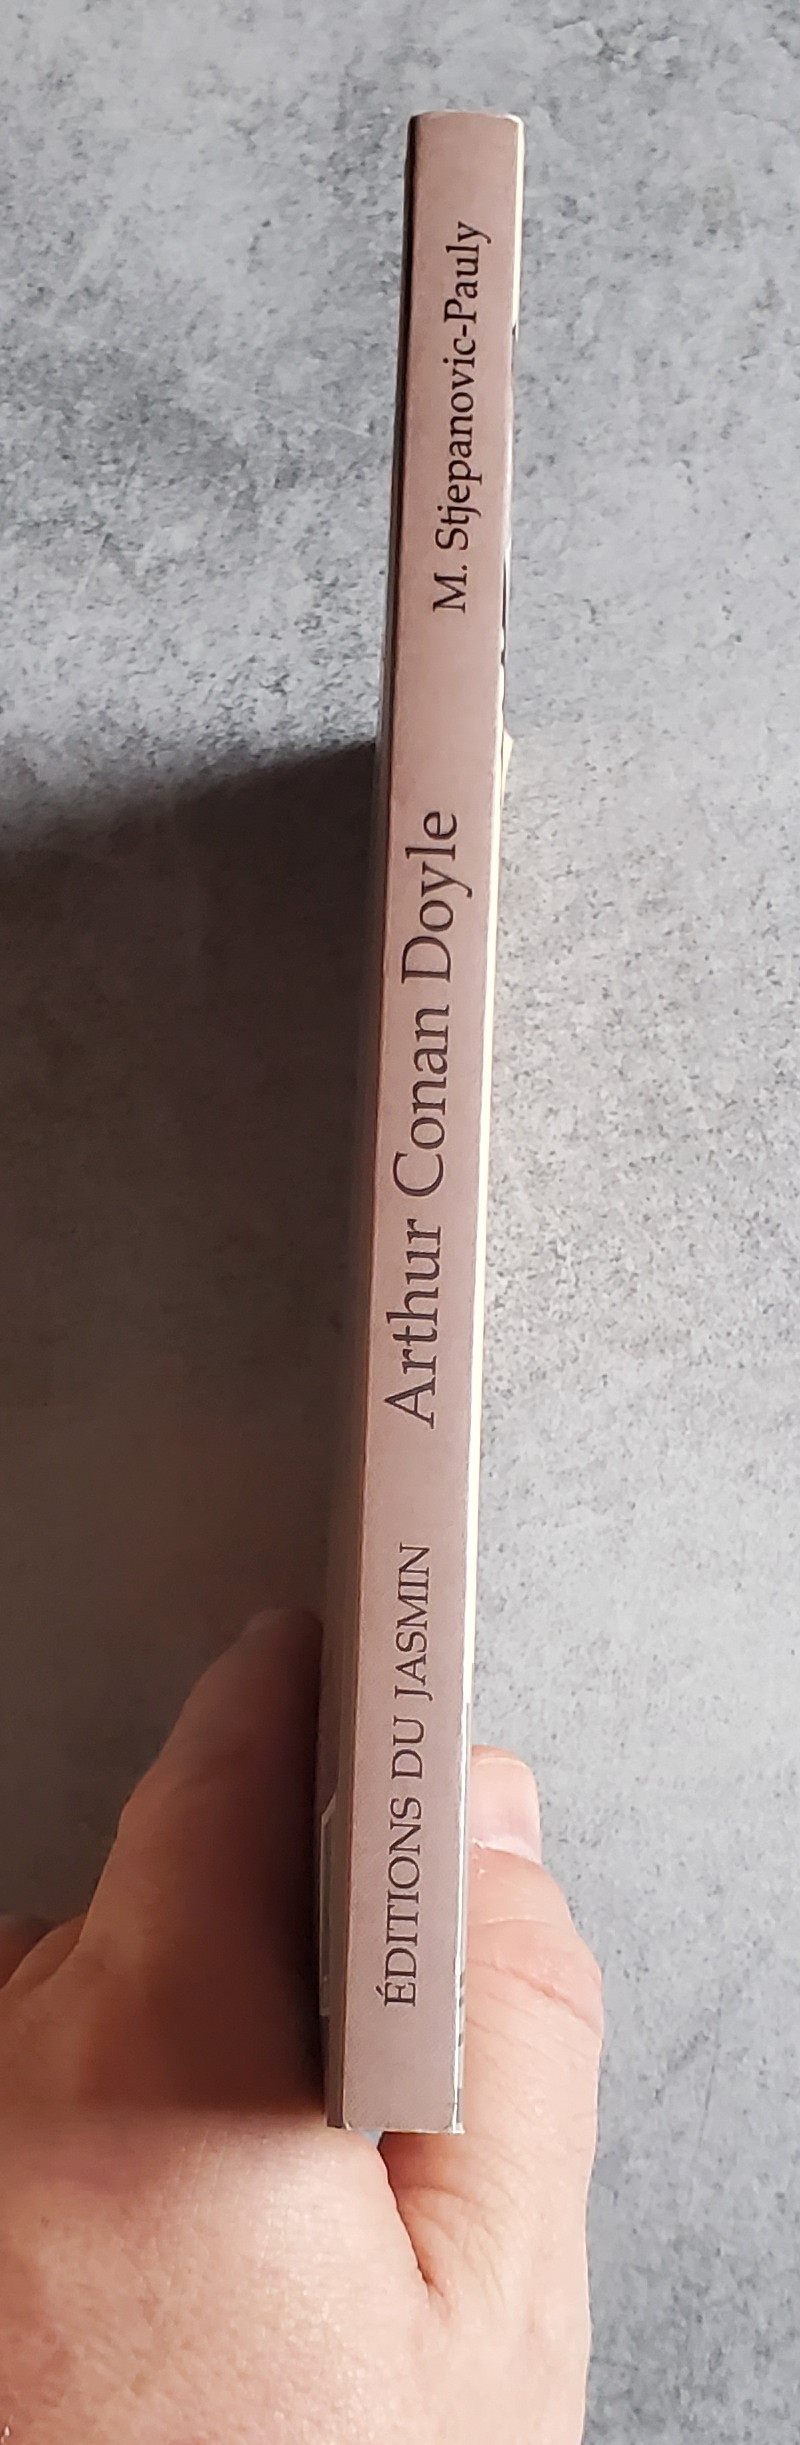 ÉDITIONS DU JASMIN Arthur Conan Doyle M. Stjepanovic-Pauly